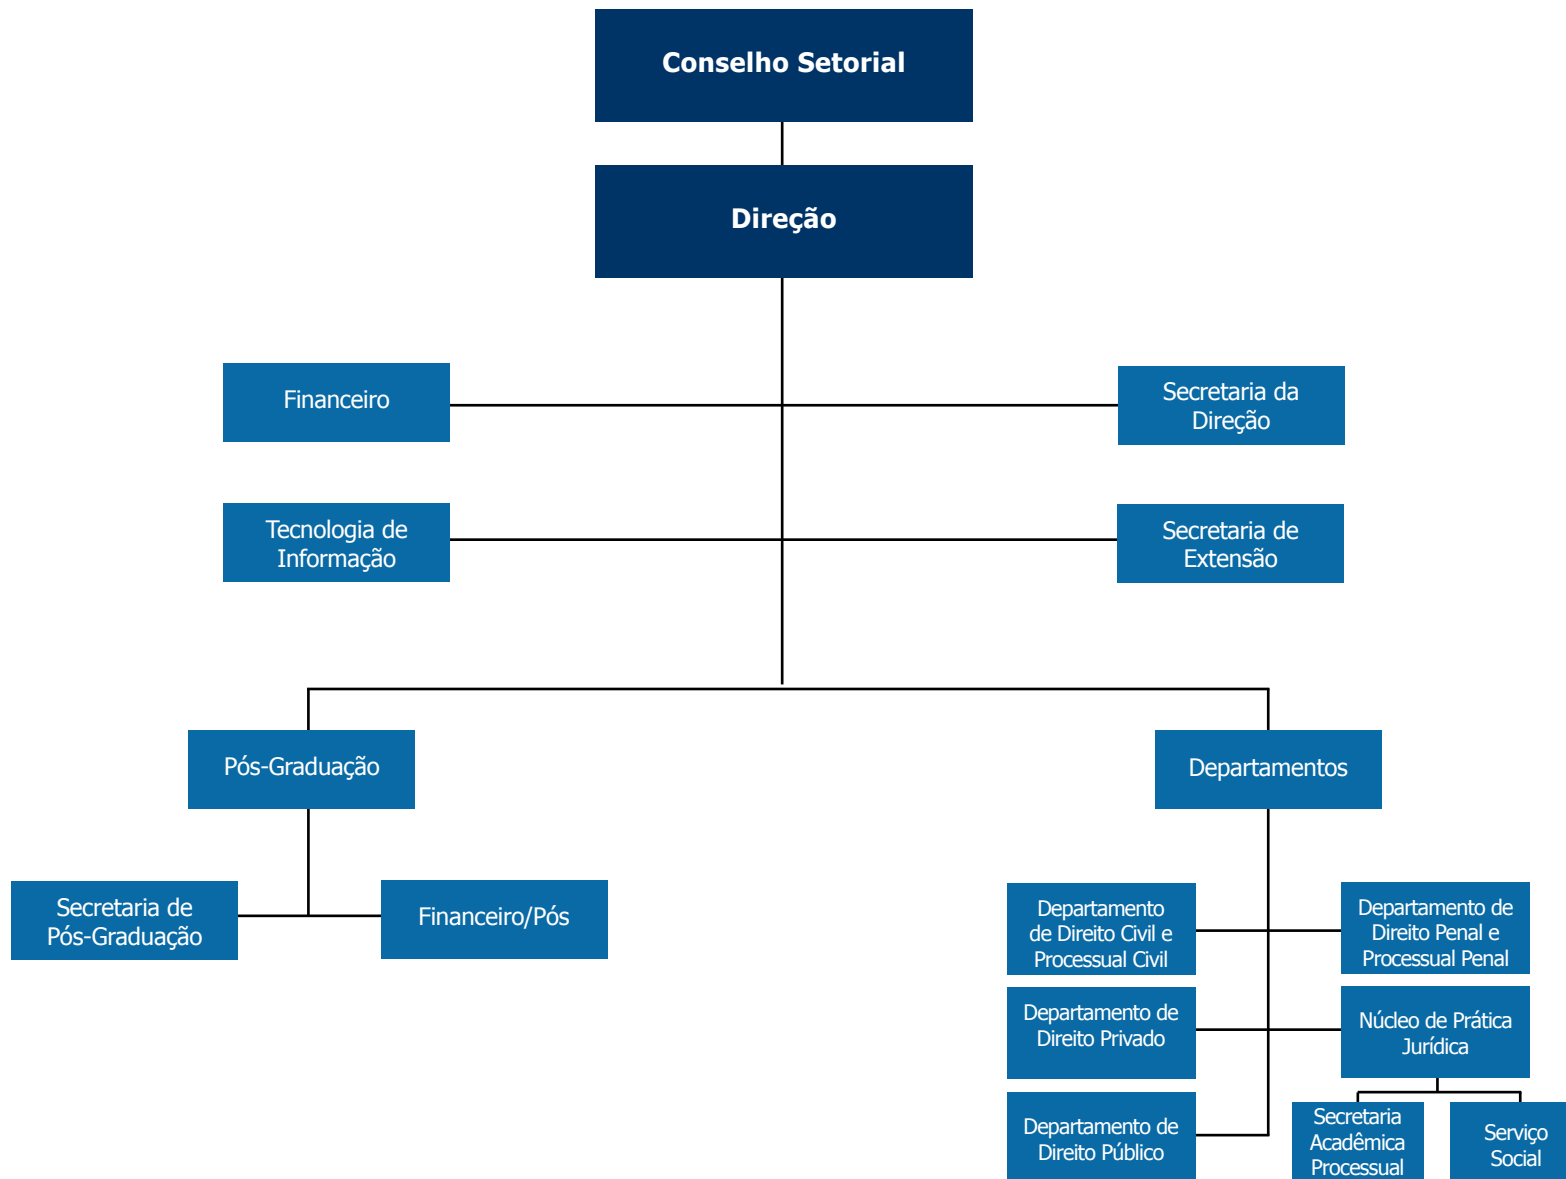 Conselho Setorial
Direção
Financeiro
Secretaria da
Direção
Tecnologia de
Informação
Secretaria de
Extensão
Pós-Graduação
Departamentos
Secretaria de
Pós-Graduação
Financeiro/Pós
Departamento
de Direito Civil e
Processual Civil
Departamento de
Direito Penal e
Processual Penal
Departamento de
Direito Privado
Núcleo de Prática
Jurídica
Departamento de
Direito Público
Secretaria
Acadêmica
Processual
Serviço
Social